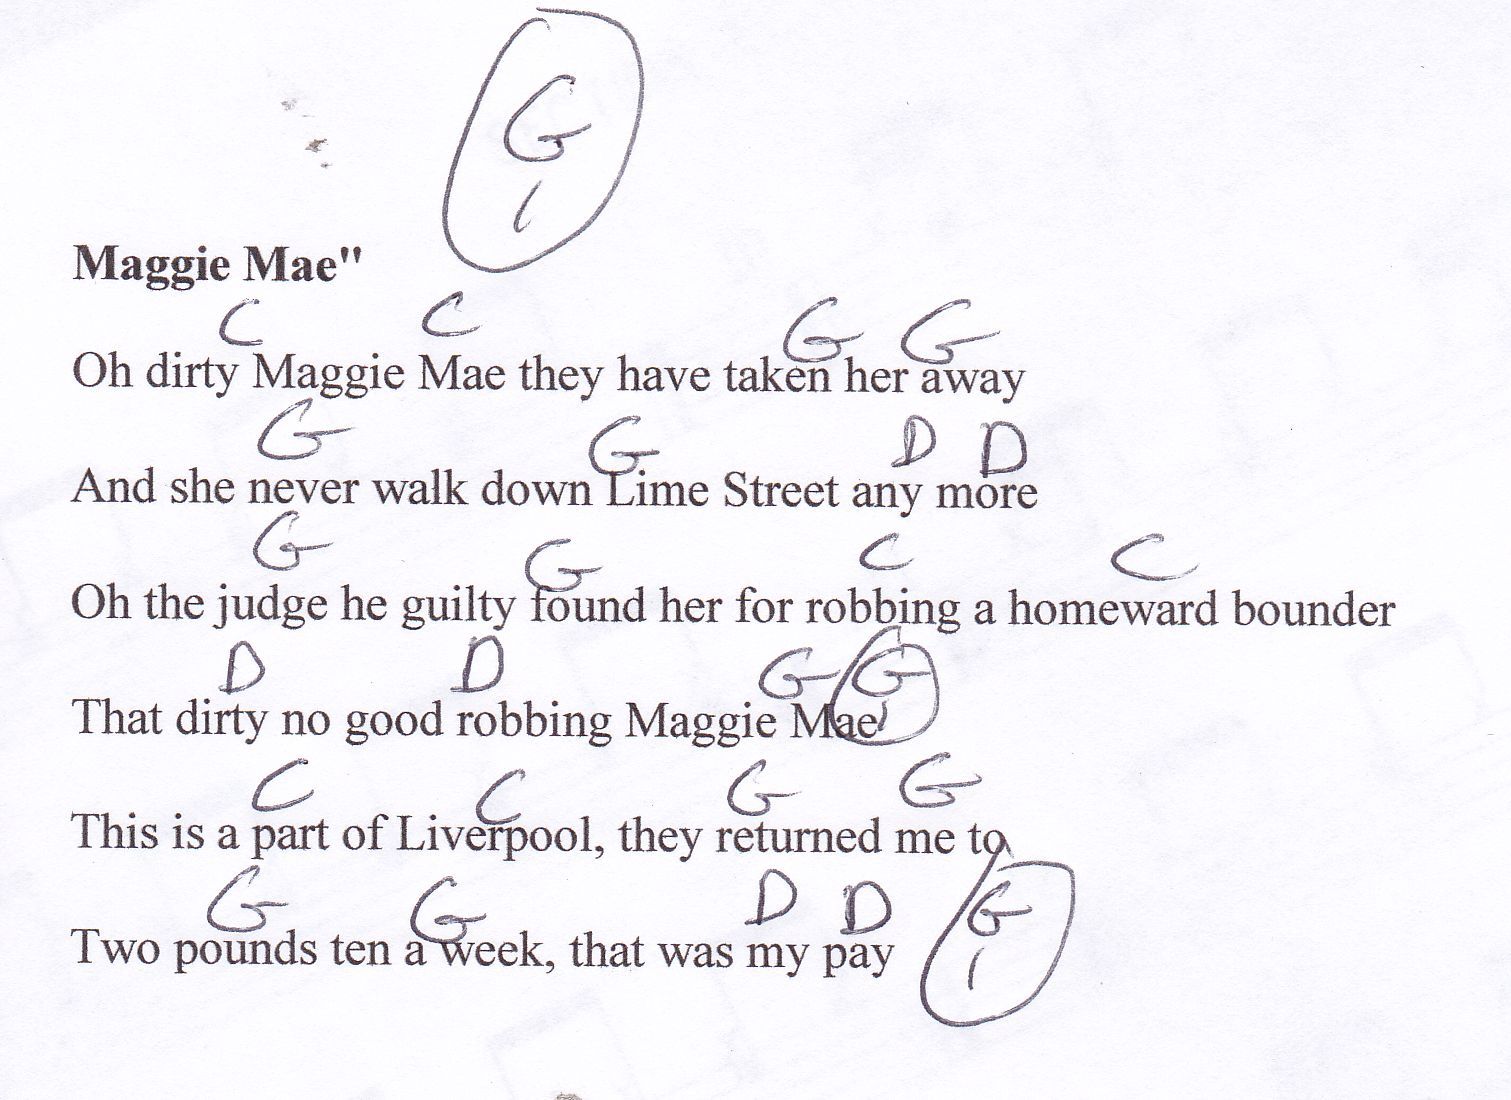 G
1
Maggie Mae"
C C G G
Oh dirty Maggie Mae they have taken her away
G G D D
And she never walk down Lime Street any more
G G C C
Oh the judge he guilty found her for robbing a homeward bounder
D D G G
That dirty no good robbing Maggie Mae
C C G G
This is a part of Liverpool, they returned me to
G G D D G
1
Two pounds ten a week, that was my pay